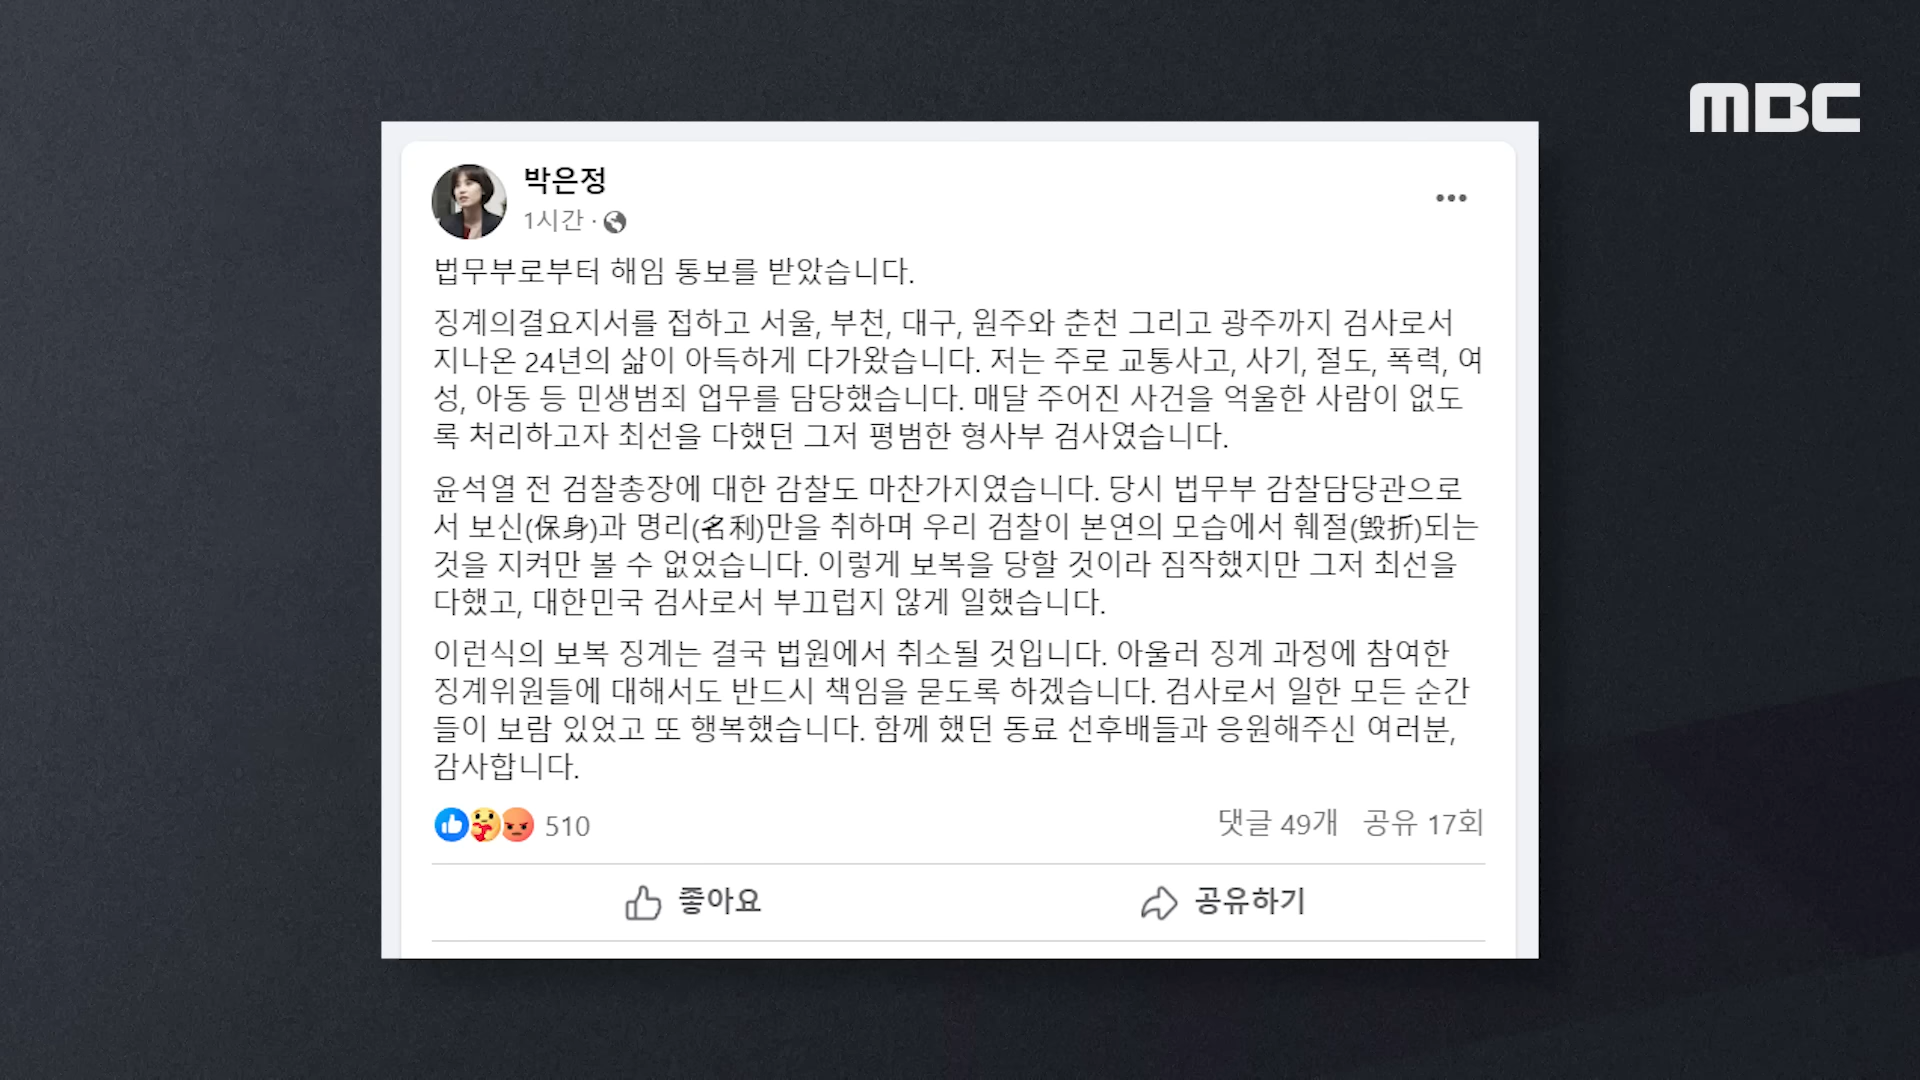 MBC
박은정
1시간 ·
법무부로부터 해임 통보를 받았습니다.
징계의결요지서를 접하고 서울, 부천, 대구, 원주와 춘천 그리고 광주까지 검사로서
지나온 24년의 삶이 아득하게 다가왔습니다. 저는 주로 교통사고, 사기, 절도, 폭력, 여
성, 아동 등 민생범죄 업무를 담당했습니다. 매달 주어진 사건을 억울한 사람이 없도
록 처리하고자 최선을 다했던 그저 평범한 형사부 검사였습니다.
윤석열 전 검찰총장에 대한 감찰도 마찬가지였습니다. 당시 법무부 감찰담당관으로
서 보신(保身)과 명리(名利)만을 취하며 우리 검찰이 본연의 모습에서 훼절(毁折)되는
것을 지켜만 볼 수 없었습니다. 이렇게 보복을 당할 것이라 짐작했지만 그저 최선을
다했고, 대한민국 검사로서 부끄럽지 않게 일했습니다.
이런식의 보복 징계는 결국 법원에서 취소될 것입니다. 아울러 징계 과정에 참여한
징계위원들에 대해서도 반드시 책임을 묻도록 하겠습니다. 검사로서 일한 모든 순간
들이 보람 있었고 또 행복했습니다. 함께 했던 동료 선후배들과 응원해주신 여러분,
감사합니다.
510 댓글 49개 공유 17회
좋아요 공유하기